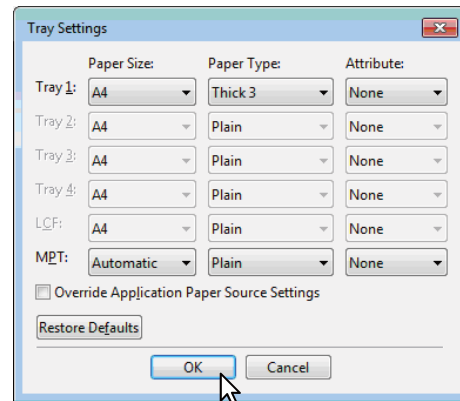 Tray Settings
Paper Size: Paper Type: Attribute:
Tray 1: A4 Thick 3 None
Tray 2: A4 Plain None
Tray 3: A4 Plain None
Tray 4: A4 Plain None
LCF: A4 Plain None
MPT: Automatic Plain None
Override Application Paper Source Settings
Restore Defaults
OK Cancel